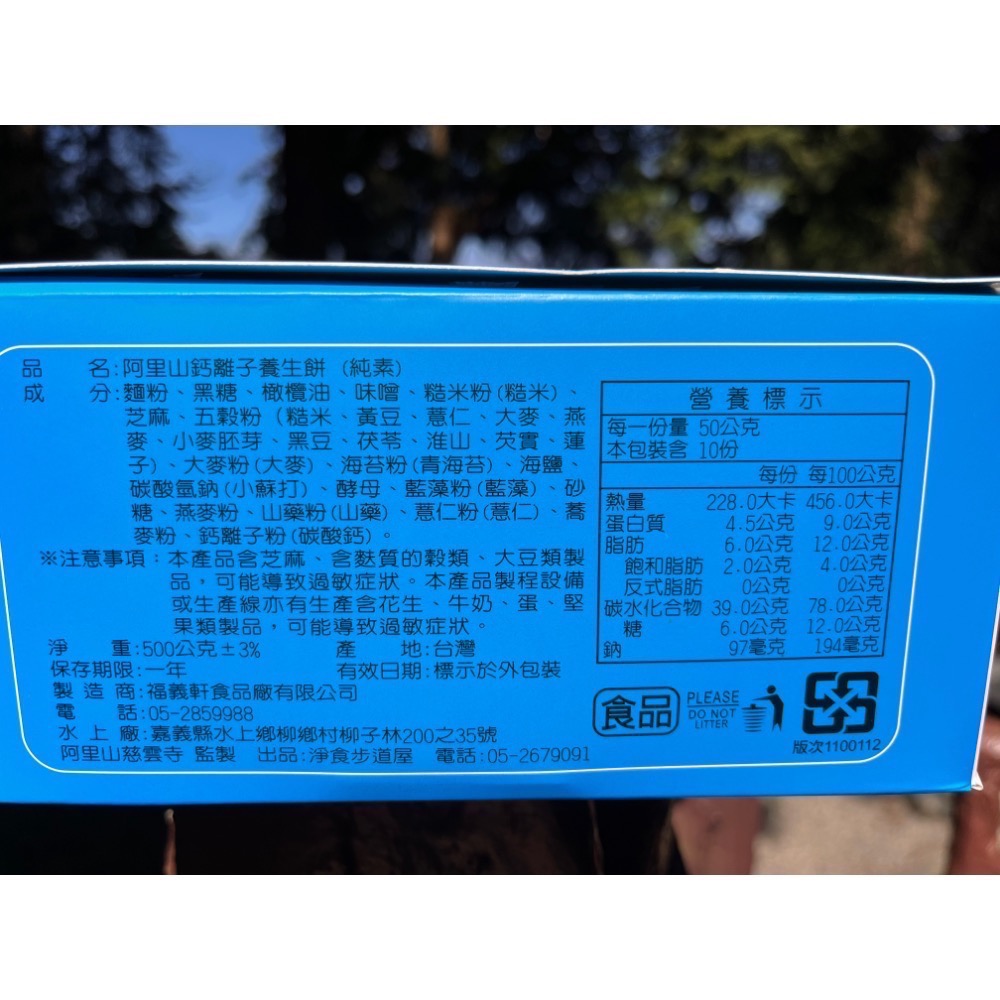 品 名:阿里山鈣離子養生餅 (純素)
成 分:麵粉、黑糖、橄欖油、味噌、糙米粉(糙米)、
芝麻、五穀粉 (糙米、黃豆、薏仁、大麥、燕
麥、小麥胚芽、黑豆、茯苓、淮山、芡實、蓮
子)、大麥粉(大麥)、海苔粉(青海苔)、海鹽、
碳酸氫鈉(小蘇打)、酵母、藍藻粉(藍藻)、砂
糖、燕麥粉、山藥粉(山藥)、薏仁粉(薏仁)、蕎
麥粉、鈣離子粉(碳酸鈣)。
※注意事項:本產品含芝麻、含麩質的穀類、大豆類製
品,可能導致過敏症狀。本產品製程設備
或生產線亦有生產含花生、牛奶、蛋、堅
果類製品,可能導致過敏症狀。
淨 重:500公克±3% 產 地:台灣
保存期限:一年 有效日期:標示於外包裝
製 造 商:福義軒食品廠有限公司
電 話:05-2859988
水 上 廠:嘉義縣水上鄉柳鄉村柳子林200之35號
阿里山慈雲寺 監製 出品:淨食步道屋 電話:05-2679091
營養標示
每一份量 50公克
本包裝含 10份
每份 每100公克
熱量 228.0大卡 456.0大卡
蛋白質 4.5公克 9.0公克
脂肪 6.0公克 12.0公克
飽和脂肪 2.0公克 4.0公克
反式脂肪 0公克 0公克
碳水化合物 39.0公克 78.0公克
糖 6.0公克 12.0公克
鈉 97毫克 194毫克
食品
PLEASE
DO NOT
LITTER
版次1100112